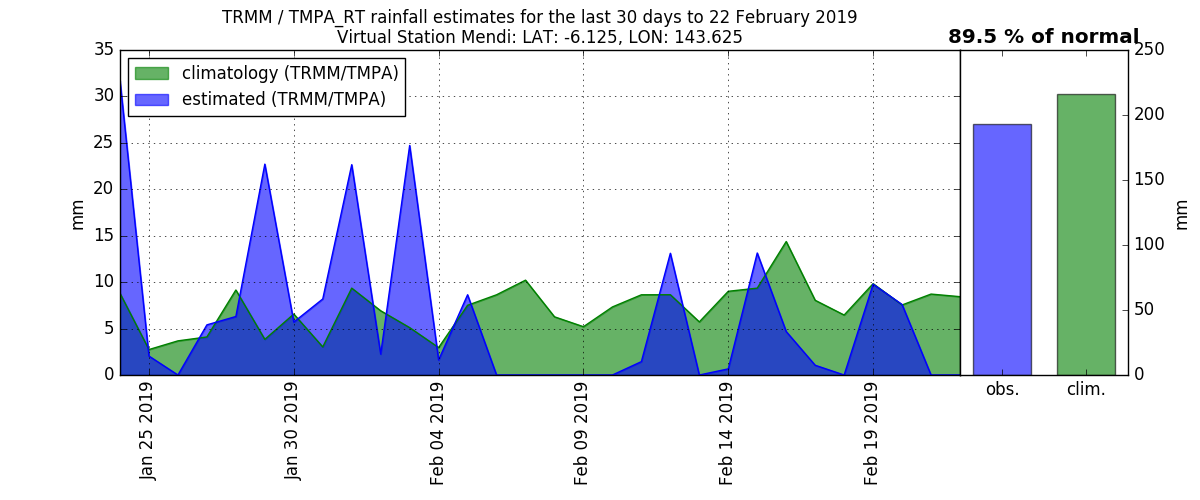 TRMM / TMPA_RT rainfall estimates for the last 30 days to 22 February 2019
Virtual Station Mendi: LAT: -6.125, LON: 143.625
89.5 % of normal
climatology (TRMM/TMPA)
estimated (TRMM/TMPA)
35
30
25
20
15
10
5
0
mm
Jan 25 2019
Jan 30 2019
Feb 04 2019
Feb 09 2019
Feb 14 2019
Feb 19 2019
250
200
150
100
50
0
mm
obs.
clim.